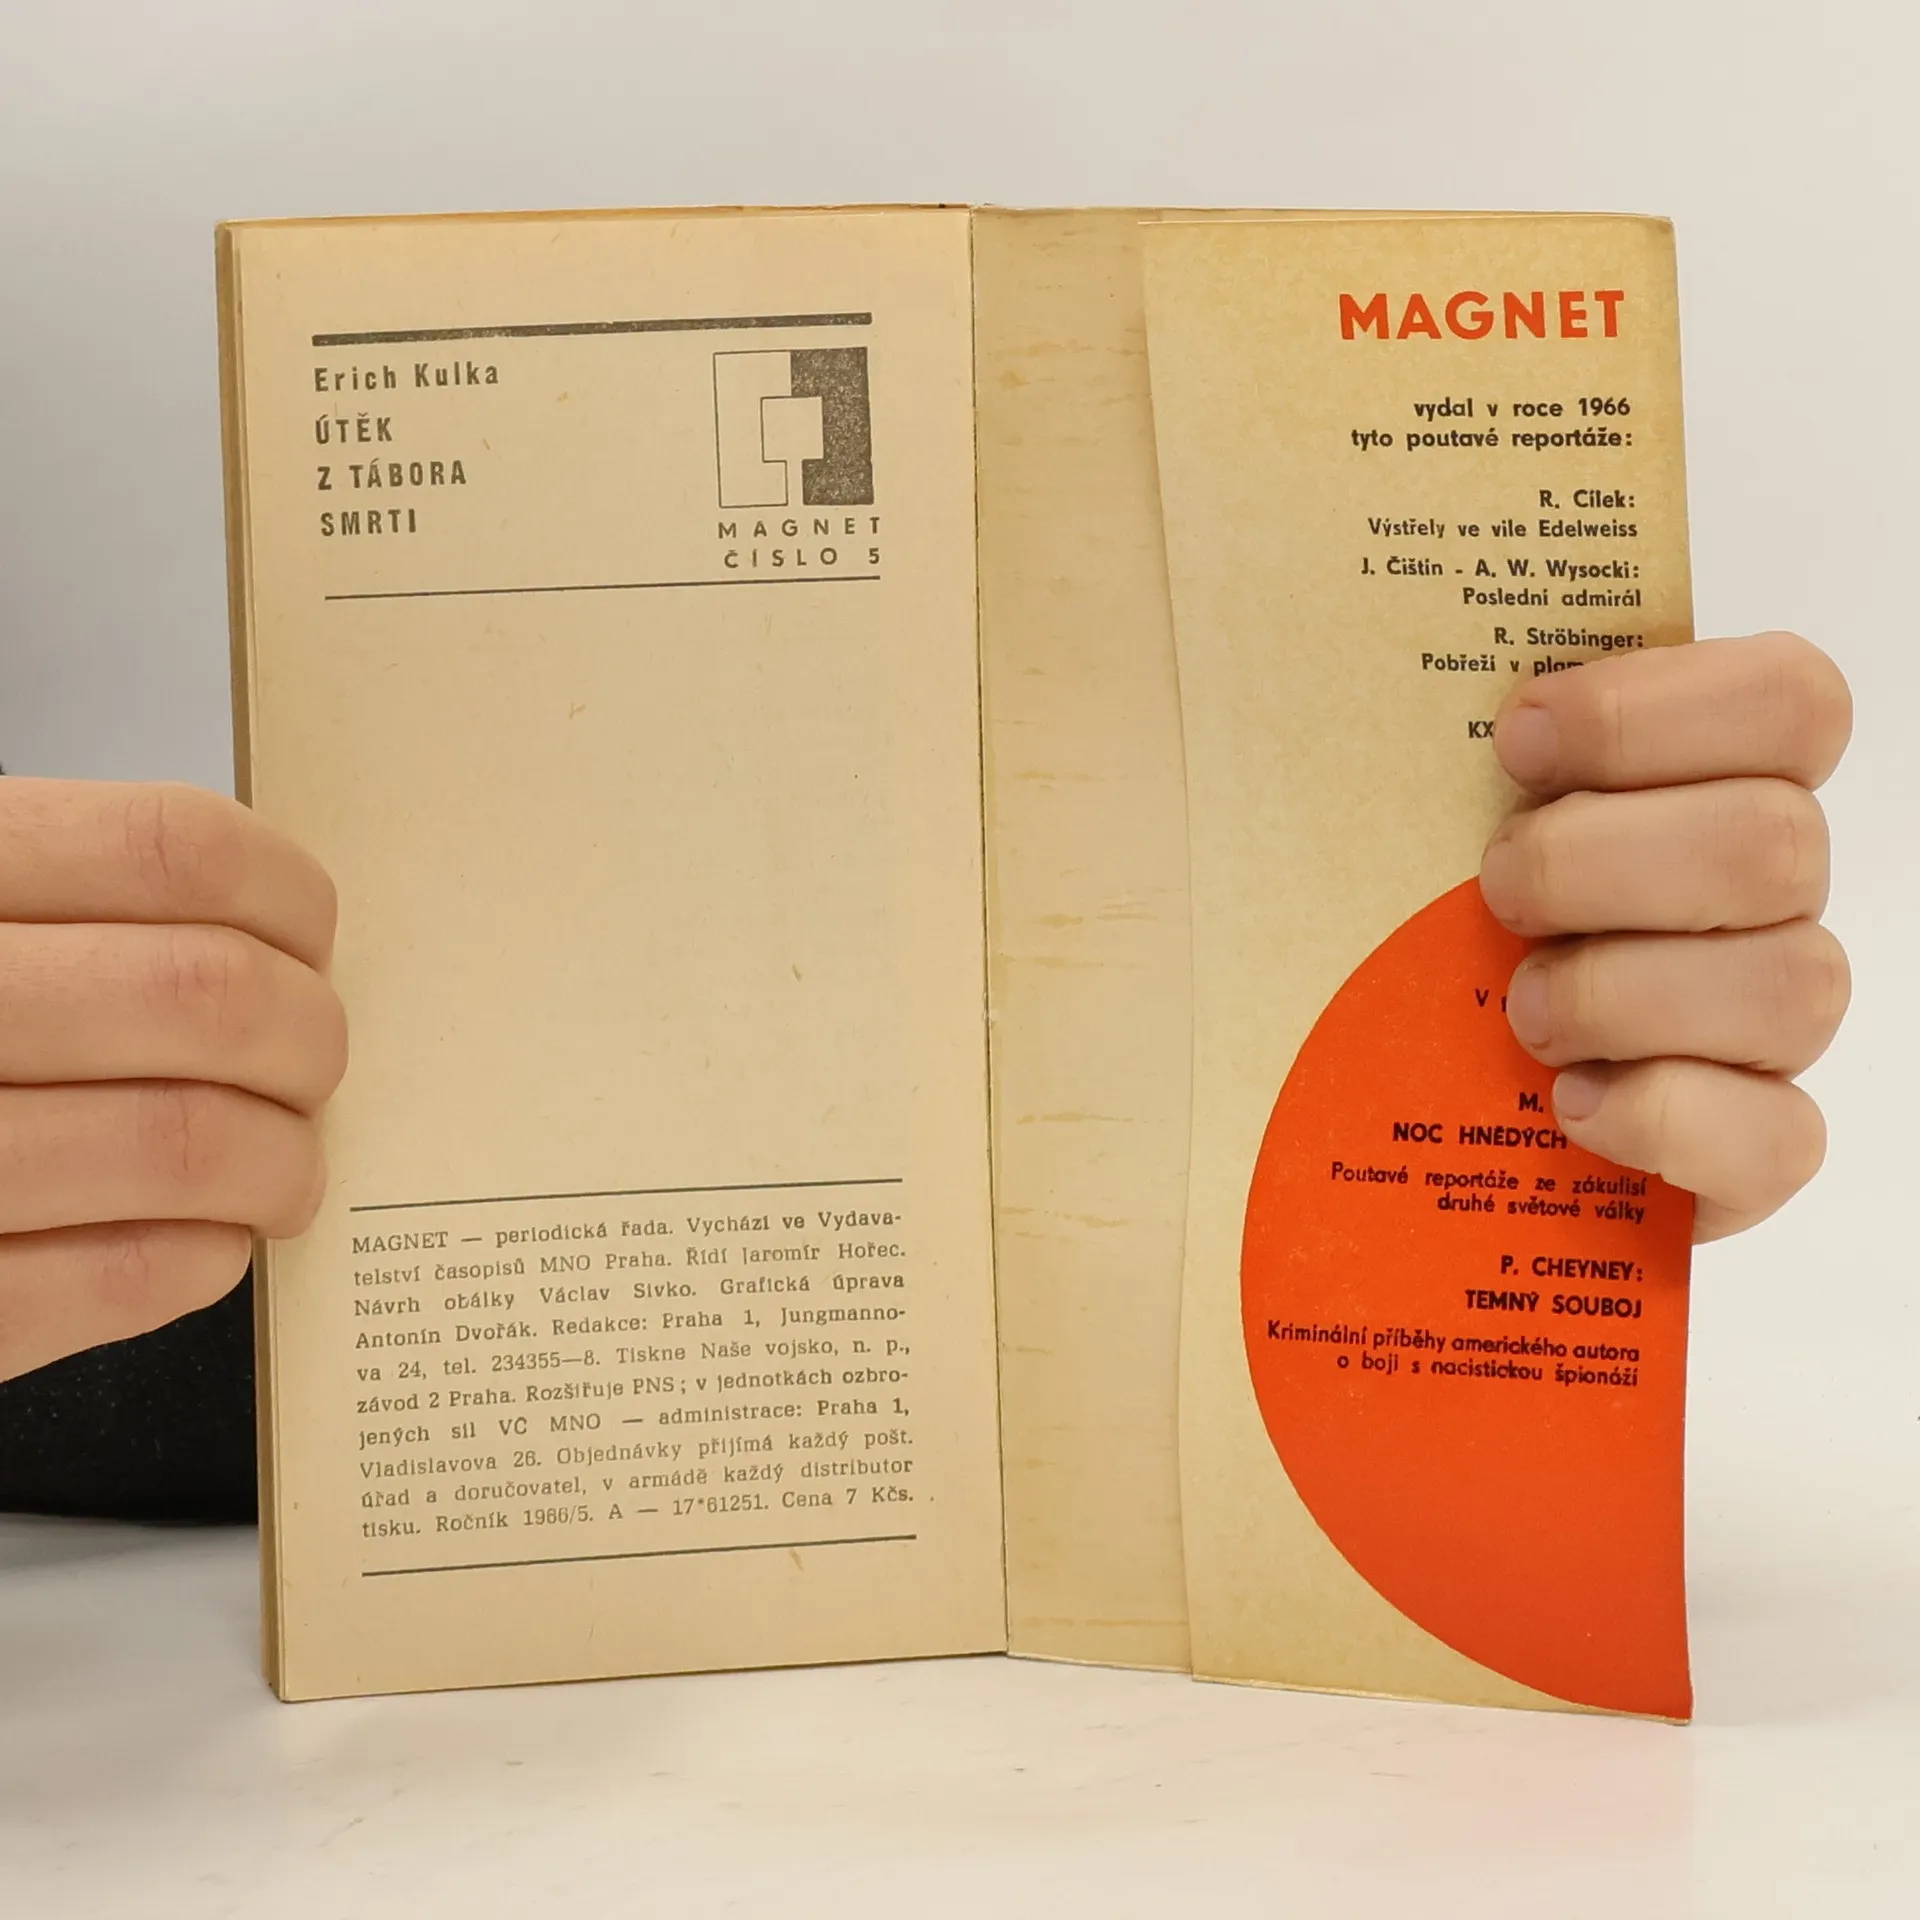 Erich Kulka
ÚTĚK
Z TÁBORA
SMRTI
MAGNET
ČÍSLO 5
MAGNET — periodická řada. Vychází ve Vydava-
telství časopisů MNO Praha. Řídí Jaromír Hořec.
Návrh obálky Václav Sivko. Grafická úprava
Antonín Dvořák. Redakce: Praha 1, Jungmanno-
va 24, tel. 234355—8. Tiskne Naše vojsko, n. p.,
závod 2 Praha. Rozšiřuje PNS; v jednotkách ozbro-
jených sil VČ MNO — administrace: Praha 1,
Vladislavova 26. Objednávky přijímá každý pošt.
úřad a doručovatel, v armádě každý distributor
tisku. Ročník 1966/5. A — 17*61251. Cena 7 Kčs.
MAGNET
vydal v roce 1966
tyto poutavé reportáže:
R. Cílek:
Výstřely ve vile Edelweiss
J. Čištin - A. W. Wysocki:
Poslední admirál
R. Ströbinger:
Pobřeží v
KX
V
M.
NOC HNĚDÝCH
Poutavé reportáže ze zákulisí
druhé světové války
P. CHEYNEY:
TEMNÝ SOUBOJ
Kriminální příběhy amerického autora
o boji s nacistickou špionáží